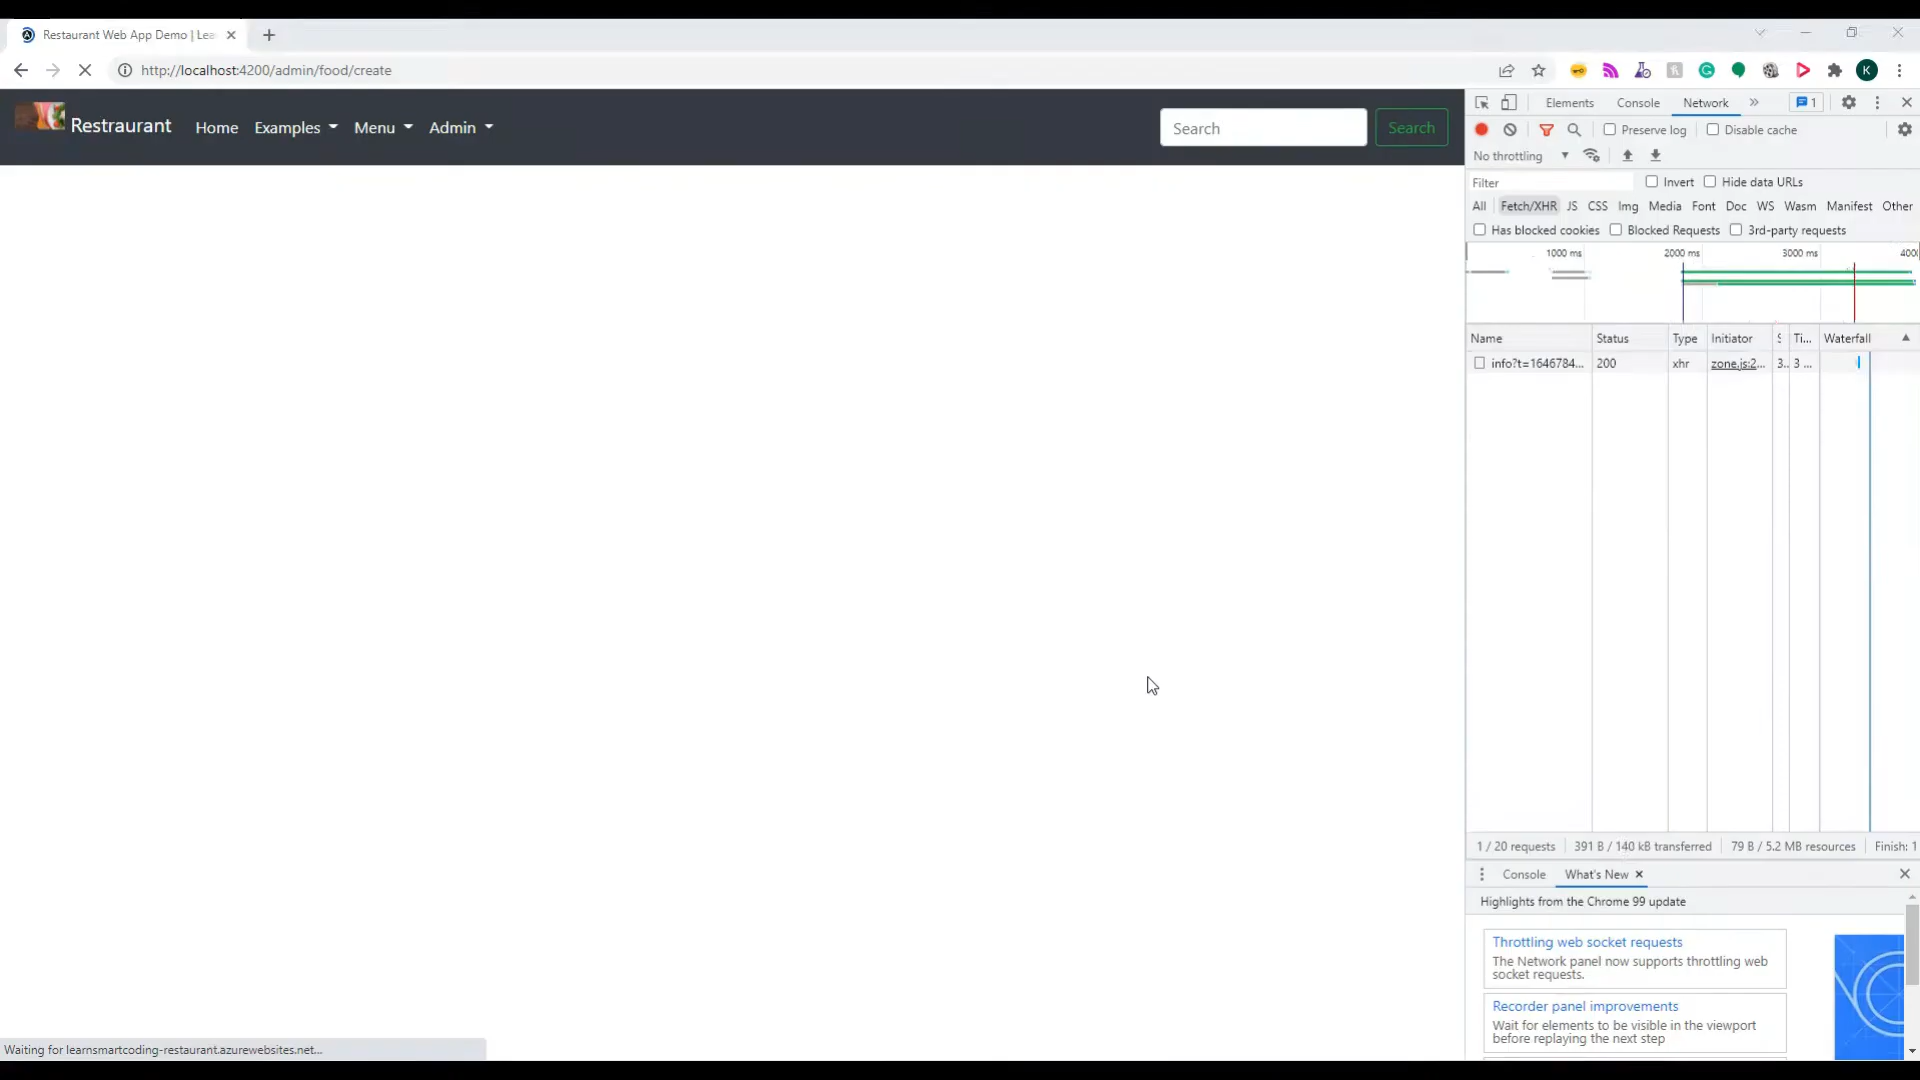 Restaurant Web App Demo | Lea
http://localhost:4200/admin/food/create
K
Restraurant
Home
Examples
Menu
Admin
Search
Search
Elements
Console
Network
1
Preserve log
Disable cache
No throttling
Filter
Invert
Hide data URLs
All
Fetch/XHR
JS
CSS
Img
Media
Font
Doc
WS
Wasm
Manifest
Other
Has blocked cookies
Blocked Requests
3rd-party requests
1000 ms
2000 ms
3000 ms
Name
Status
Type
Initiator
Ti...
Waterfall
info?t=1646784...
200
xhr
zone.js:2...
3..
3 ...
1 / 20 requests
391 B / 140 kB transferred
79 B / 5.2 MB resources
Finish: 1
Console
What's New
Highlights from the Chrome 99 update
Throttling web socket requests
The Network panel now supports throttling web
socket requests.
Recorder panel improvements
Wait for elements to be visible in the viewport
before replaying the next step
Waiting for learnsmartcoding-restaurant.azurewebsites.net...